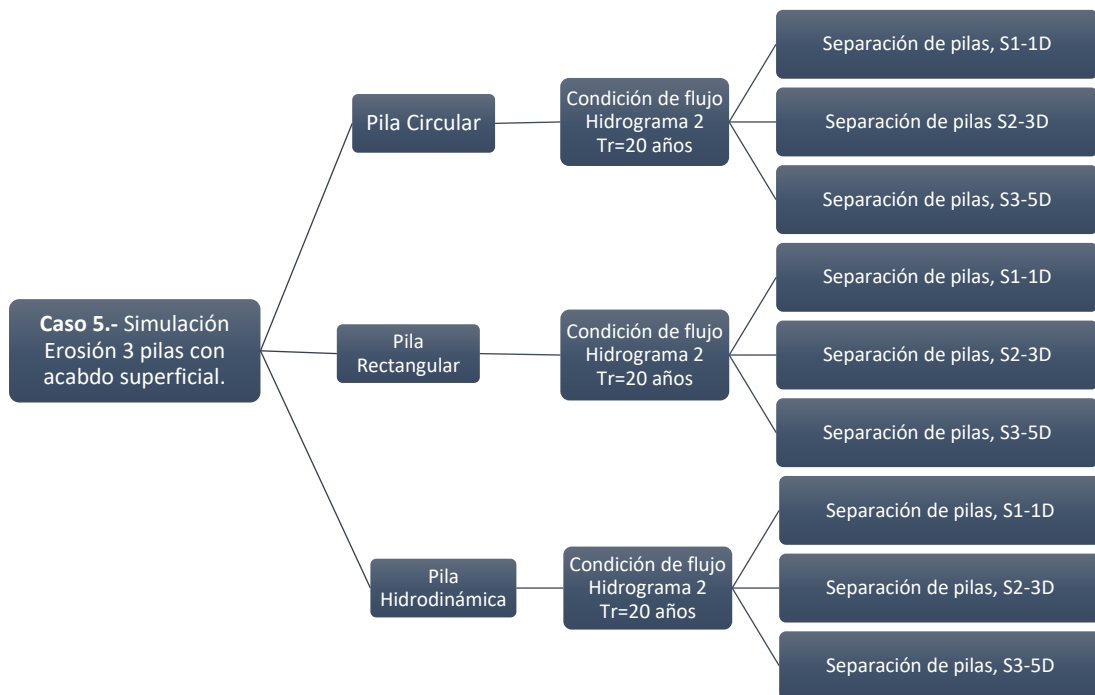 Caso 5.- Simulación
Erosión 3 pilas con
acabdo superficial.
Pila Circular
Condición de flujo
Hidrograma 2
Tr=20 años
Separación de pilas, S1-1D
Separación de pilas S2-3D
Separación de pilas, S3-5D
Pila
Rectangular
Condición de flujo
Hidrograma 2
Tr=20 años
Separación de pilas, S1-1D
Separación de pilas, S2-3D
Separación de pilas, S3-5D
Pila
Hidrodinámica
Condición de flujo
Hidrograma 2
Tr=20 años
Separación de pilas, S1-1D
Separación de pilas, S2-3D
Separación de pilas, S3-5D